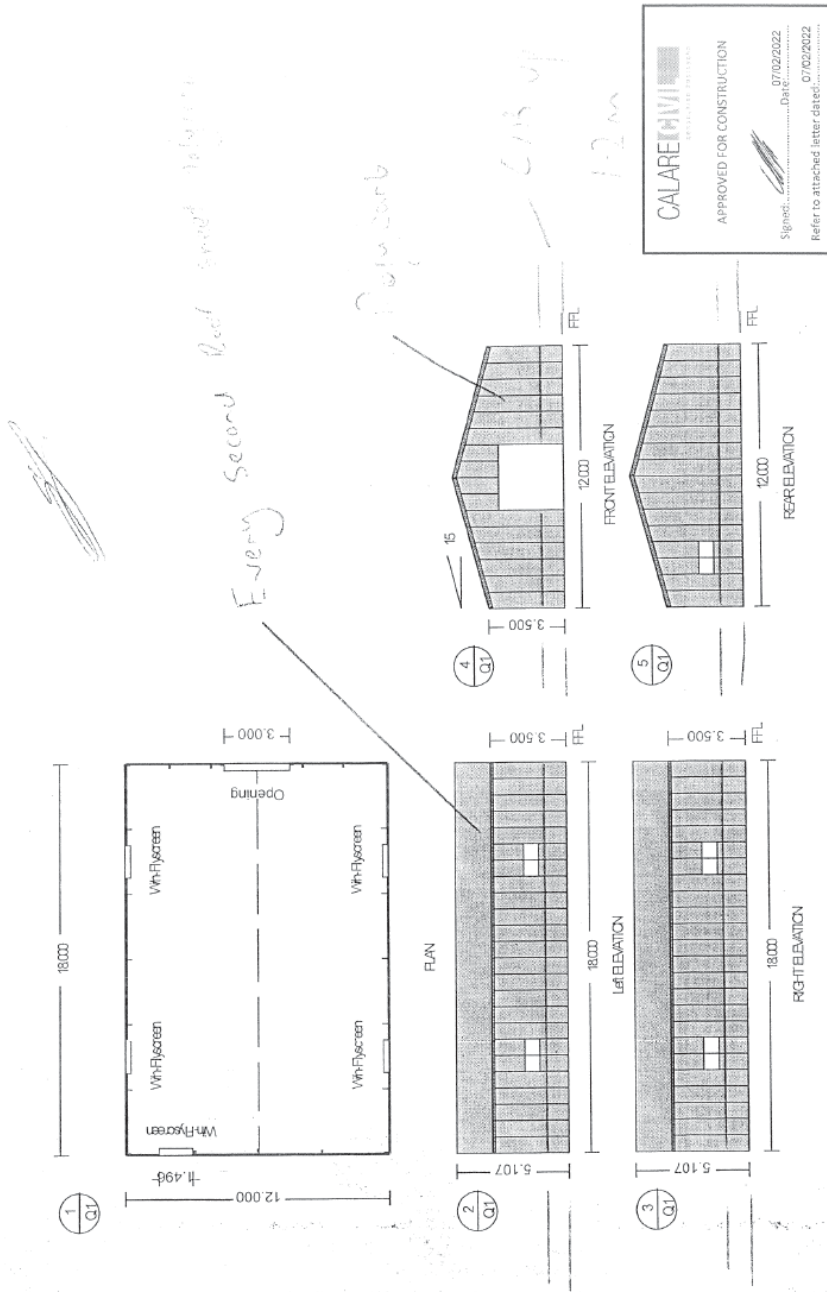 1
Q1
18.000
12.000
1.496
Win-Flyscreen
Win-Flyscreen
Win-Flyscreen
Win-Flyscreen
Win-Flyscreen
Opening
3.000
PLAN
Every Second
2
Q1
5.107
3.500
FFL
18.000
Left ELEVATION
4
Q1
3.500
15
FFL
12.000
FRONT ELEVATION
3
Q1
5.107
3.500
FFL
18.000
RIGHT ELEVATION
5
Q1
FFL
12.000
REAR ELEVATION
CALARE CIVIL
APPROVED FOR CONSTRUCTION
Signed:.....................Date:.....................
07/02/2022
Refer to attached letter dated:.....................
07/02/2022